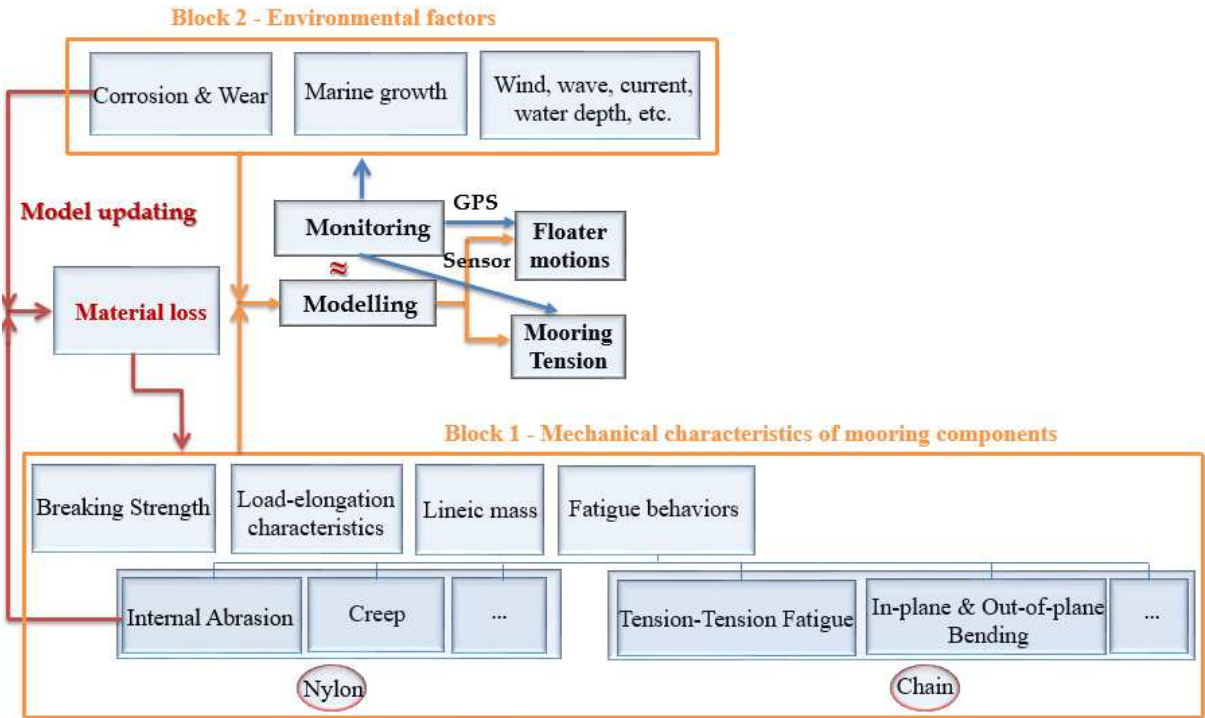 Block 2 - Environmental factors
Corrosion & Wear
Marine growth
Wind, wave, current,
water depth, etc.
Model updating
Monitoring
GPS
Floater
motions
≈
Sensor
Material loss
Modelling
Mooring
Tension
Block 1 - Mechanical characteristics of mooring components
Breaking Strength
Load-elongation
characteristics
Lineic mass
Fatigue behaviors
Internal Abrasion
Creep
...
Tension-Tension Fatigue
In-plane & Out-of-plane
Bending
...
Nylon
Chain